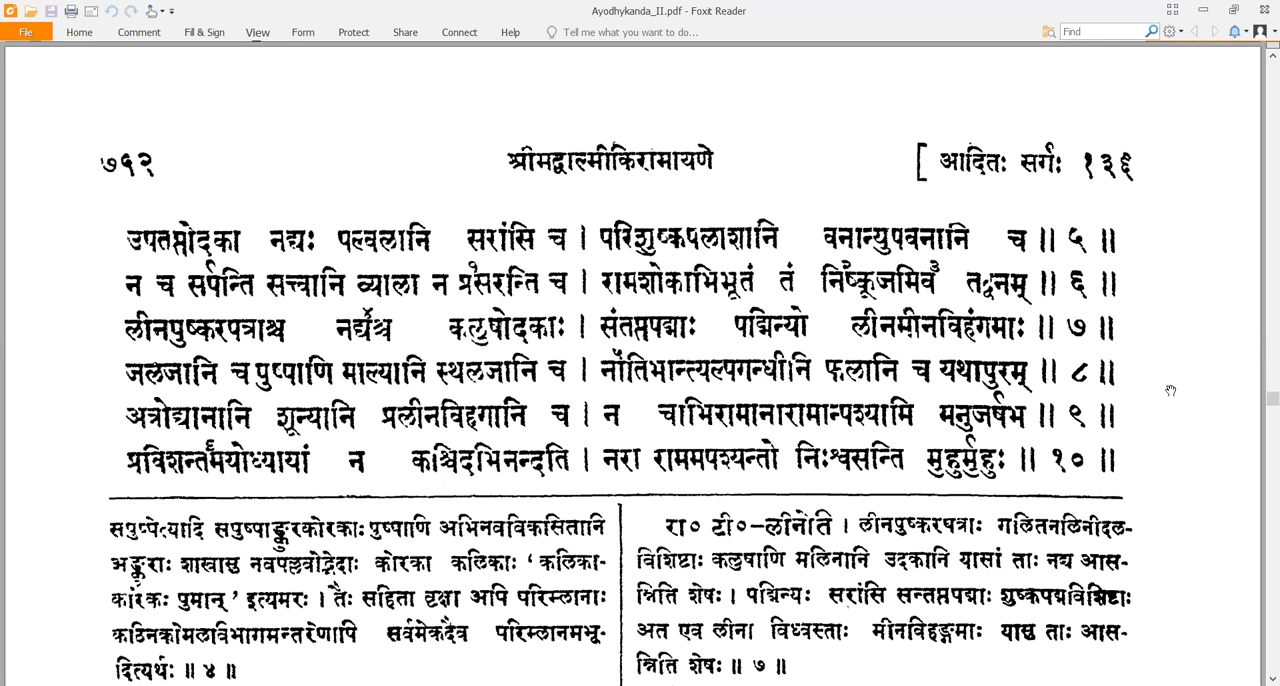 Ayodhykanda_II.pdf - Foxit Reader
File Home Comment Fill & Sign View Form Protect Share Connect Help Tell me what you want to do... Find
७९२ श्रीमद्वाल्मीकिरामायणे [ आदितः सर्गः १३६
उपतप्तोदका नद्यः पल्वलानि सरांसि च । परिशुष्कपलाशानि वनान्युपवनानि च ॥ ५ ॥
न च सर्पन्ति सत्त्वानि व्याला न प्रसरन्ति च । रामशोकाभिभूतं तं निष्कूजमिव तद्वनम् ॥ ६ ॥
लीनपुष्करपत्राश्च नद्यश्च कलुषोदकाः । संतप्तपद्माः पद्मिन्यो लीनमीनविहंगमाः ॥ ७ ॥
जलजानि च पुष्पाणि माल्यानि स्थलजानि च । नातिभान्त्यल्पगन्धीनि फलानि च यथापुरम् ॥ ८ ॥
अत्रोद्यानानि शून्यानि प्रलीनविहगानि च । न चाभिरामानारामान्पश्यामि मनुजर्षभ ॥ ९ ॥
प्रविशन्तमयोध्यायां न कश्चिदभिनन्दति । नरा राममपश्यन्तो निःश्वसन्ति मुहुर्मुहुः ॥ १० ॥
सपुष्पेत्यादि सपुष्पाङ्कुरकोरकाः पुष्पाणि अभिनवविकसितानि
अङ्कुराः शाखासु नवपल्लवोद्भेदाः कोरका कलिकाः ' कलिका-
कोरकः पुमान् ' इत्यमरः । तैः सहिता वृक्षा अपि परिम्लानाः
कठिनकोमलाविभागमन्तरेणापि सर्वमेकदैव परिम्लानमभू-
दित्यर्थः ॥ ४ ॥
रा० टी०-लीनेति । लीनपुष्करपत्राः गलितनलिनीदल-
विशिष्टाः कलुषाणि मलिनानि उदकानि यासां ताः नद्य आस-
न्निति शेषः । पद्मिन्यः सरांसि सन्तप्तपद्माः शुष्कपद्मविशिष्टाः
अत एव लीना विध्वस्ताः मीनविहङ्गमाः यासु ताः आस-
न्निति शेषः ॥ ७ ॥